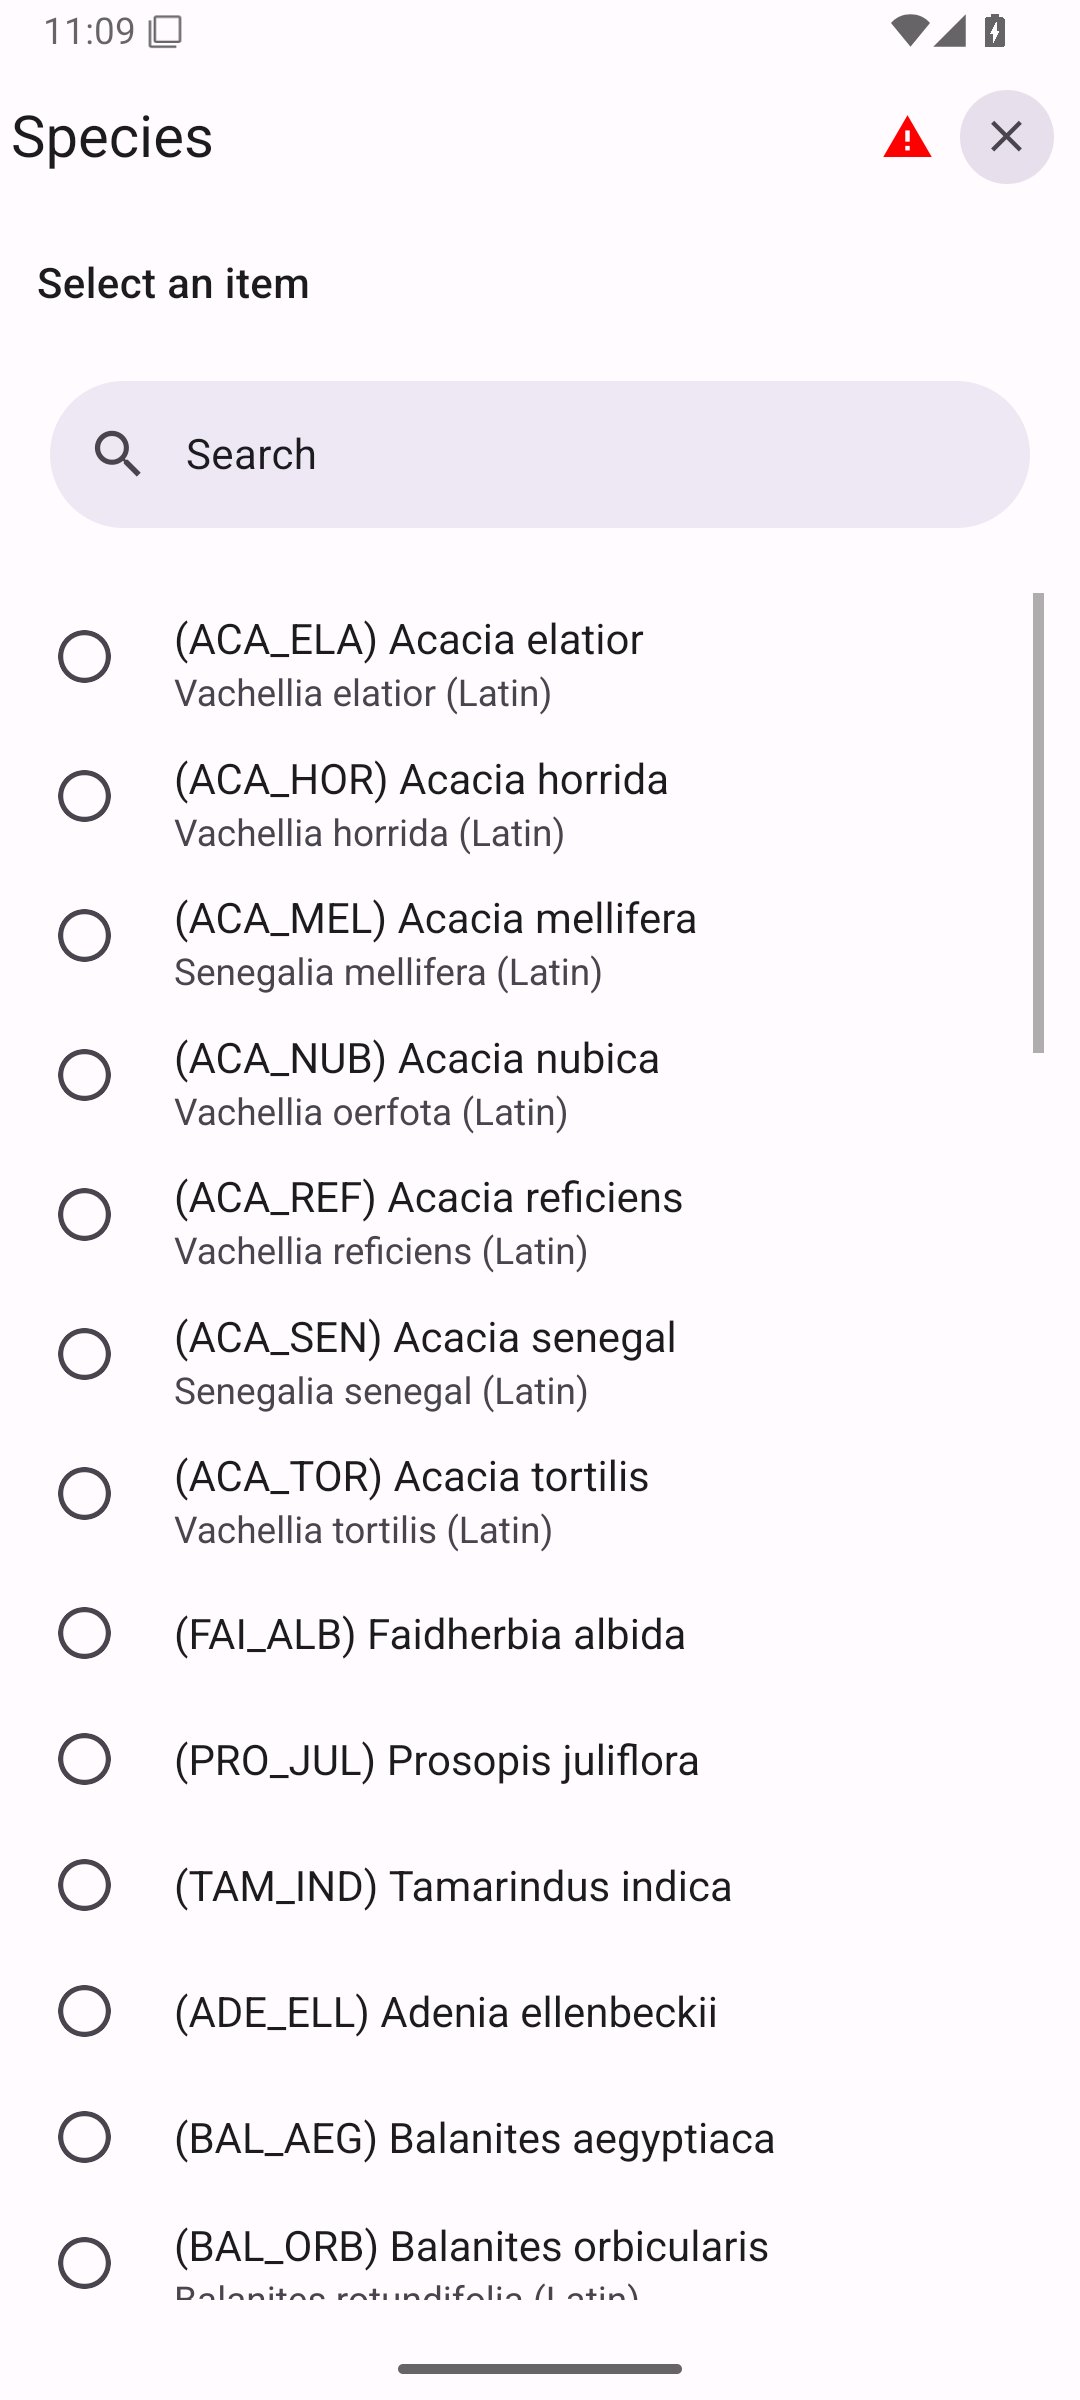 11:09
Species
Select an item
Search
(ACA_ELA) Acacia elatior
Vachellia elatior (Latin)
(ACA_HOR) Acacia horrida
Vachellia horrida (Latin)
(ACA_MEL) Acacia mellifera
Senegalia mellifera (Latin)
(ACA_NUB) Acacia nubica
Vachellia oerfota (Latin)
(ACA_REF) Acacia reficiens
Vachellia reficiens (Latin)
(ACA_SEN) Acacia senegal
Senegalia senegal (Latin)
(ACA_TOR) Acacia tortilis
Vachellia tortilis (Latin)
(FAI_ALB) Faidherbia albida
(PRO_JUL) Prosopis juliflora
(TAM_IND) Tamarindus indica
(ADE_ELL) Adenia ellenbeckii
(BAL_AEG) Balanites aegyptiaca
(BAL_ORB) Balanites orbicularis
Balanites rotundifolia (Latin)